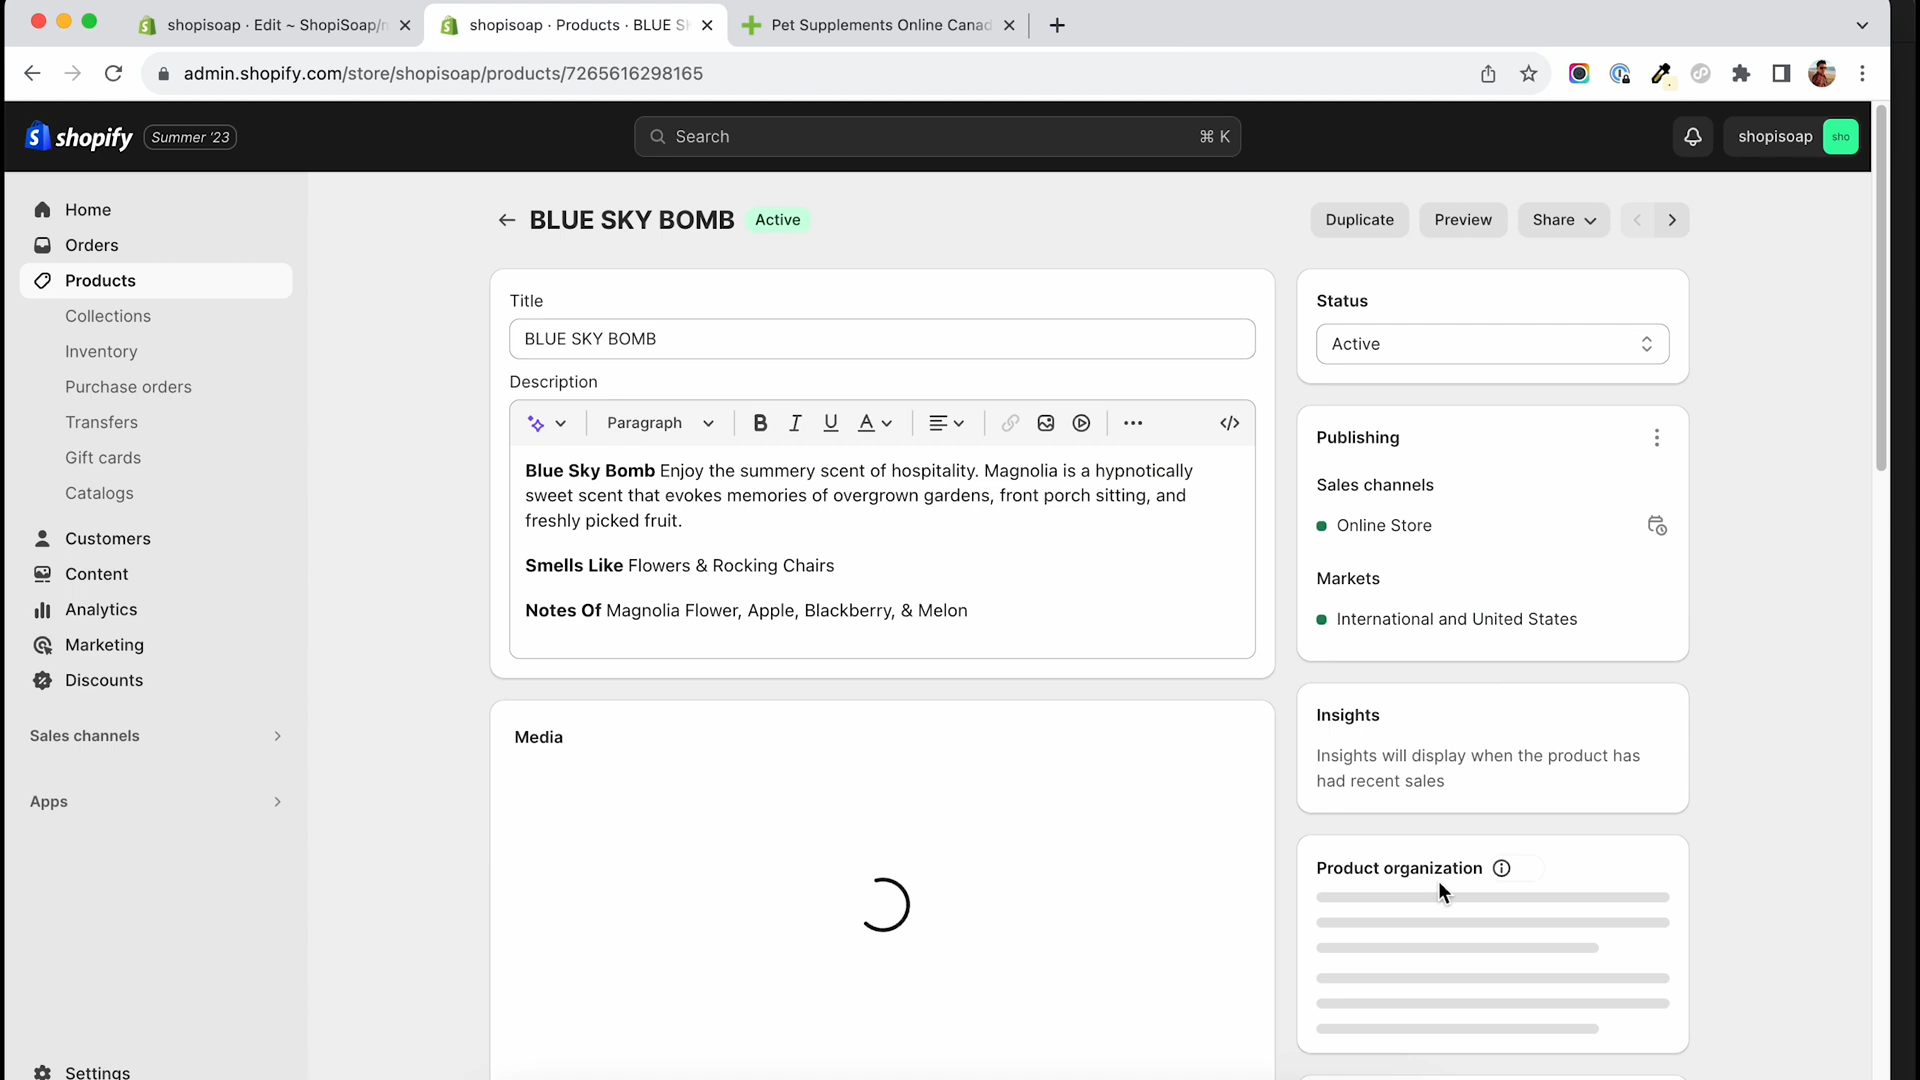 shopisoap · Edit ~ ShopiSoap/
shopisoap · Products · BLUE S
Pet Supplements Online Canad
admin.shopify.com/store/shopisoap/products/7265616298165
shopify
Summer '23
Search
⌘ K
shopisoap
sho
Home
Orders
Products
Collections
Inventory
Purchase orders
Transfers
Gift cards
Catalogs
Customers
Content
Analytics
Marketing
Discounts
Sales channels
Apps
Settings
BLUE SKY BOMB
Active
Duplicate
Preview
Share
Title
BLUE SKY BOMB
Description
Paragraph
B I U A
Blue Sky Bomb Enjoy the summery scent of hospitality. Magnolia is a hypnotically
sweet scent that evokes memories of overgrown gardens, front porch sitting, and
freshly picked fruit.
Smells Like Flowers & Rocking Chairs
Notes Of Magnolia Flower, Apple, Blackberry, & Melon
Media
Status
Active
Publishing
Sales channels
Online Store
Markets
International and United States
Insights
Insights will display when the product has
had recent sales
Product organization